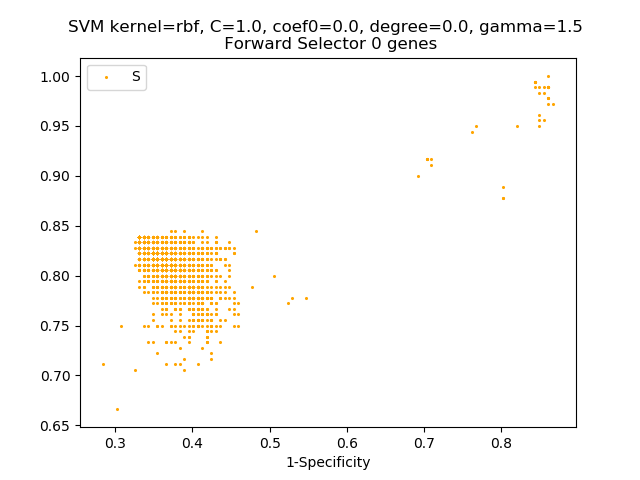 SVM kernel=rbf, C=1.0, coef0=0.0, degree=0.0, gamma=1.5
Forward Selector 0 genes
S
1.00
0.95
0.90
0.85
0.80
0.75
0.70
0.65
0.3 0.4 0.5 0.6 0.7 0.8
1-Specificity